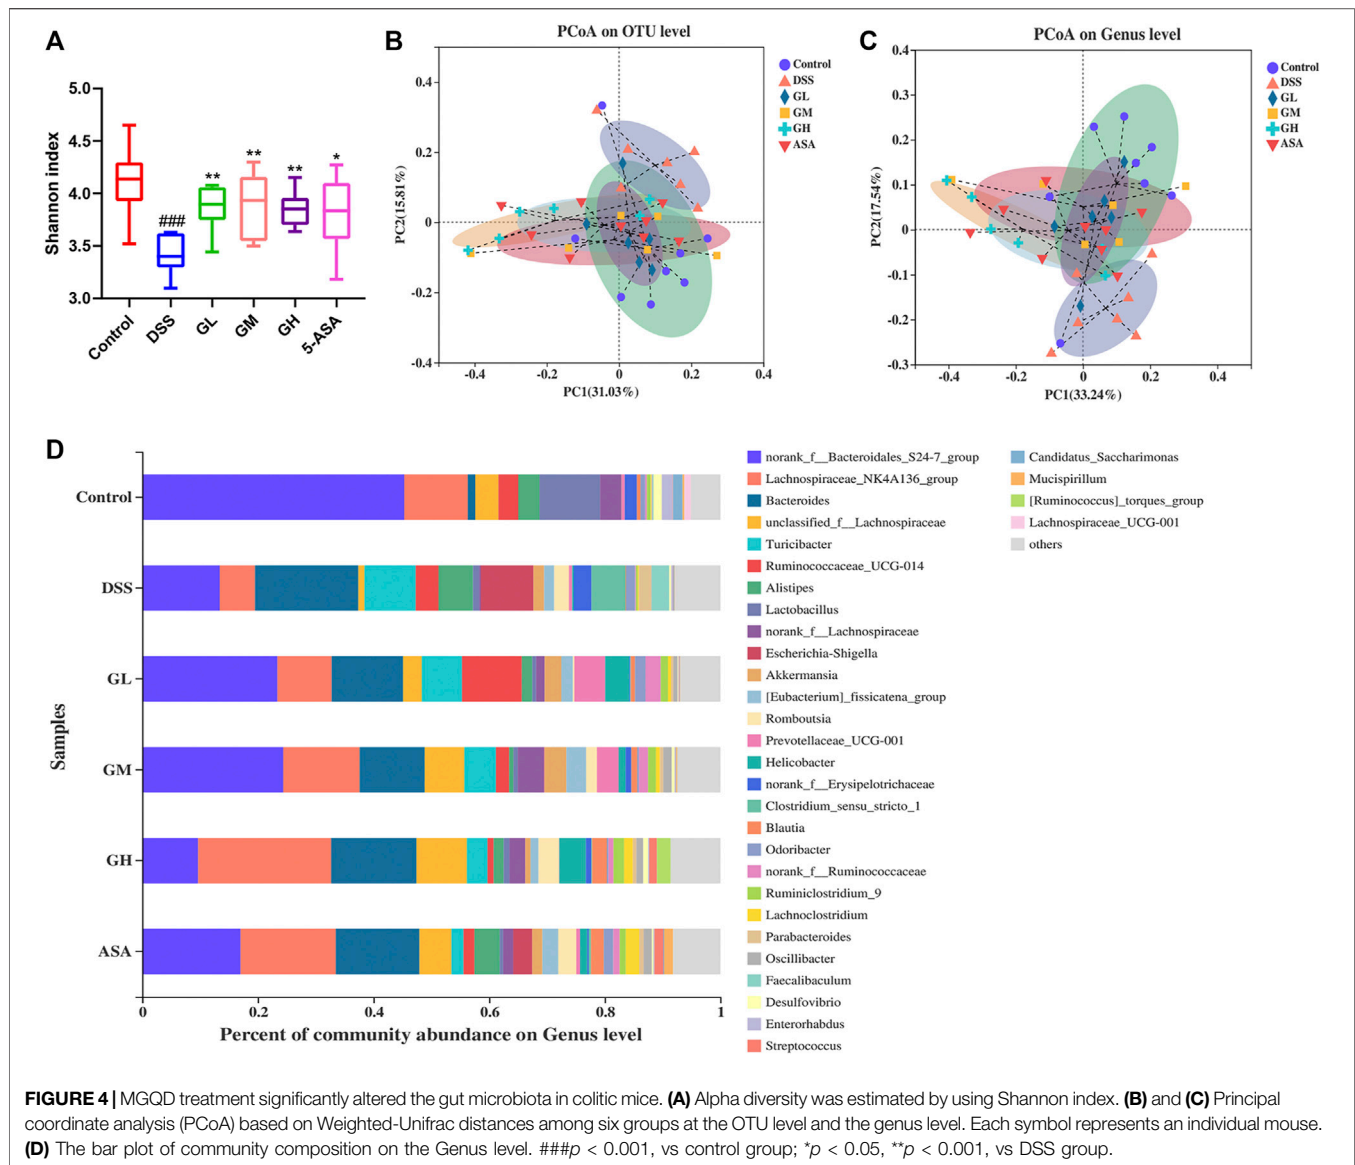 A
5.0
4.5
4.0
3.5
3.0
Shannon index
###
**
**
**
*
Control
DSS
GL
GM
GH
5-ASA
B
PCoA on OTU level
0.4
0.2
0
-0.2
-0.4
PC2(15.81%)
-0.4
-0.2
0
0.2
0.4
PC1(31.03%)
Control
DSS
GL
GM
GH
ASA
C
PCoA on Genus level
0.4
0.3
0.2
0.1
0
-0.1
-0.2
-0.3
PC2(17.54%)
-0.4
-0.2
0
0.2
0.4
PC1(33.24%)
Control
DSS
GL
GM
GH
ASA
D
Samples
Control
DSS
GL
GM
GH
ASA
0
0.2
0.4
0.6
0.8
1
Percent of community abundance on Genus level
norank_f__Bacteroidales_S24-7_group
Lachnospiraceae_NK4A136_group
Bacteroides
unclassified_f__Lachnospiraceae
Turicibacter
Ruminococcaceae_UCG-014
Alistipes
Lactobacillus
norank_f__Lachnospiraceae
Escherichia-Shigella
Akkermansia
[Eubacterium]_fissicatena_group
Romboutsia
Prevotellaceae_UCG-001
Helicobacter
norank_f__Erysipelotrichaceae
Clostridium_sensu_stricto_1
Blautia
Odoribacter
norank_f__Ruminococcaceae
Ruminiclostridium_9
Lachnoclostridium
Parabacteroides
Oscillibacter
Faecalibaculum
Desulfovibrio
Enterorhabdus
Streptococcus
Candidatus_Saccharimonas
Mucispirillum
[Ruminococcus]_torques_group
Lachnospiraceae_UCG-001
others
FIGURE 4 | MGQD treatment significantly altered the gut microbiota in colitic mice. (A) Alpha diversity was estimated by using Shannon index. (B) and (C) Principal
coordinate analysis (PCoA) based on Weighted-Unifrac distances among six groups at the OTU level and the genus level. Each symbol represents an individual mouse.
(D) The bar plot of community composition on the Genus level. ###p < 0.001, vs control group; *p < 0.05, **p < 0.001, vs DSS group.